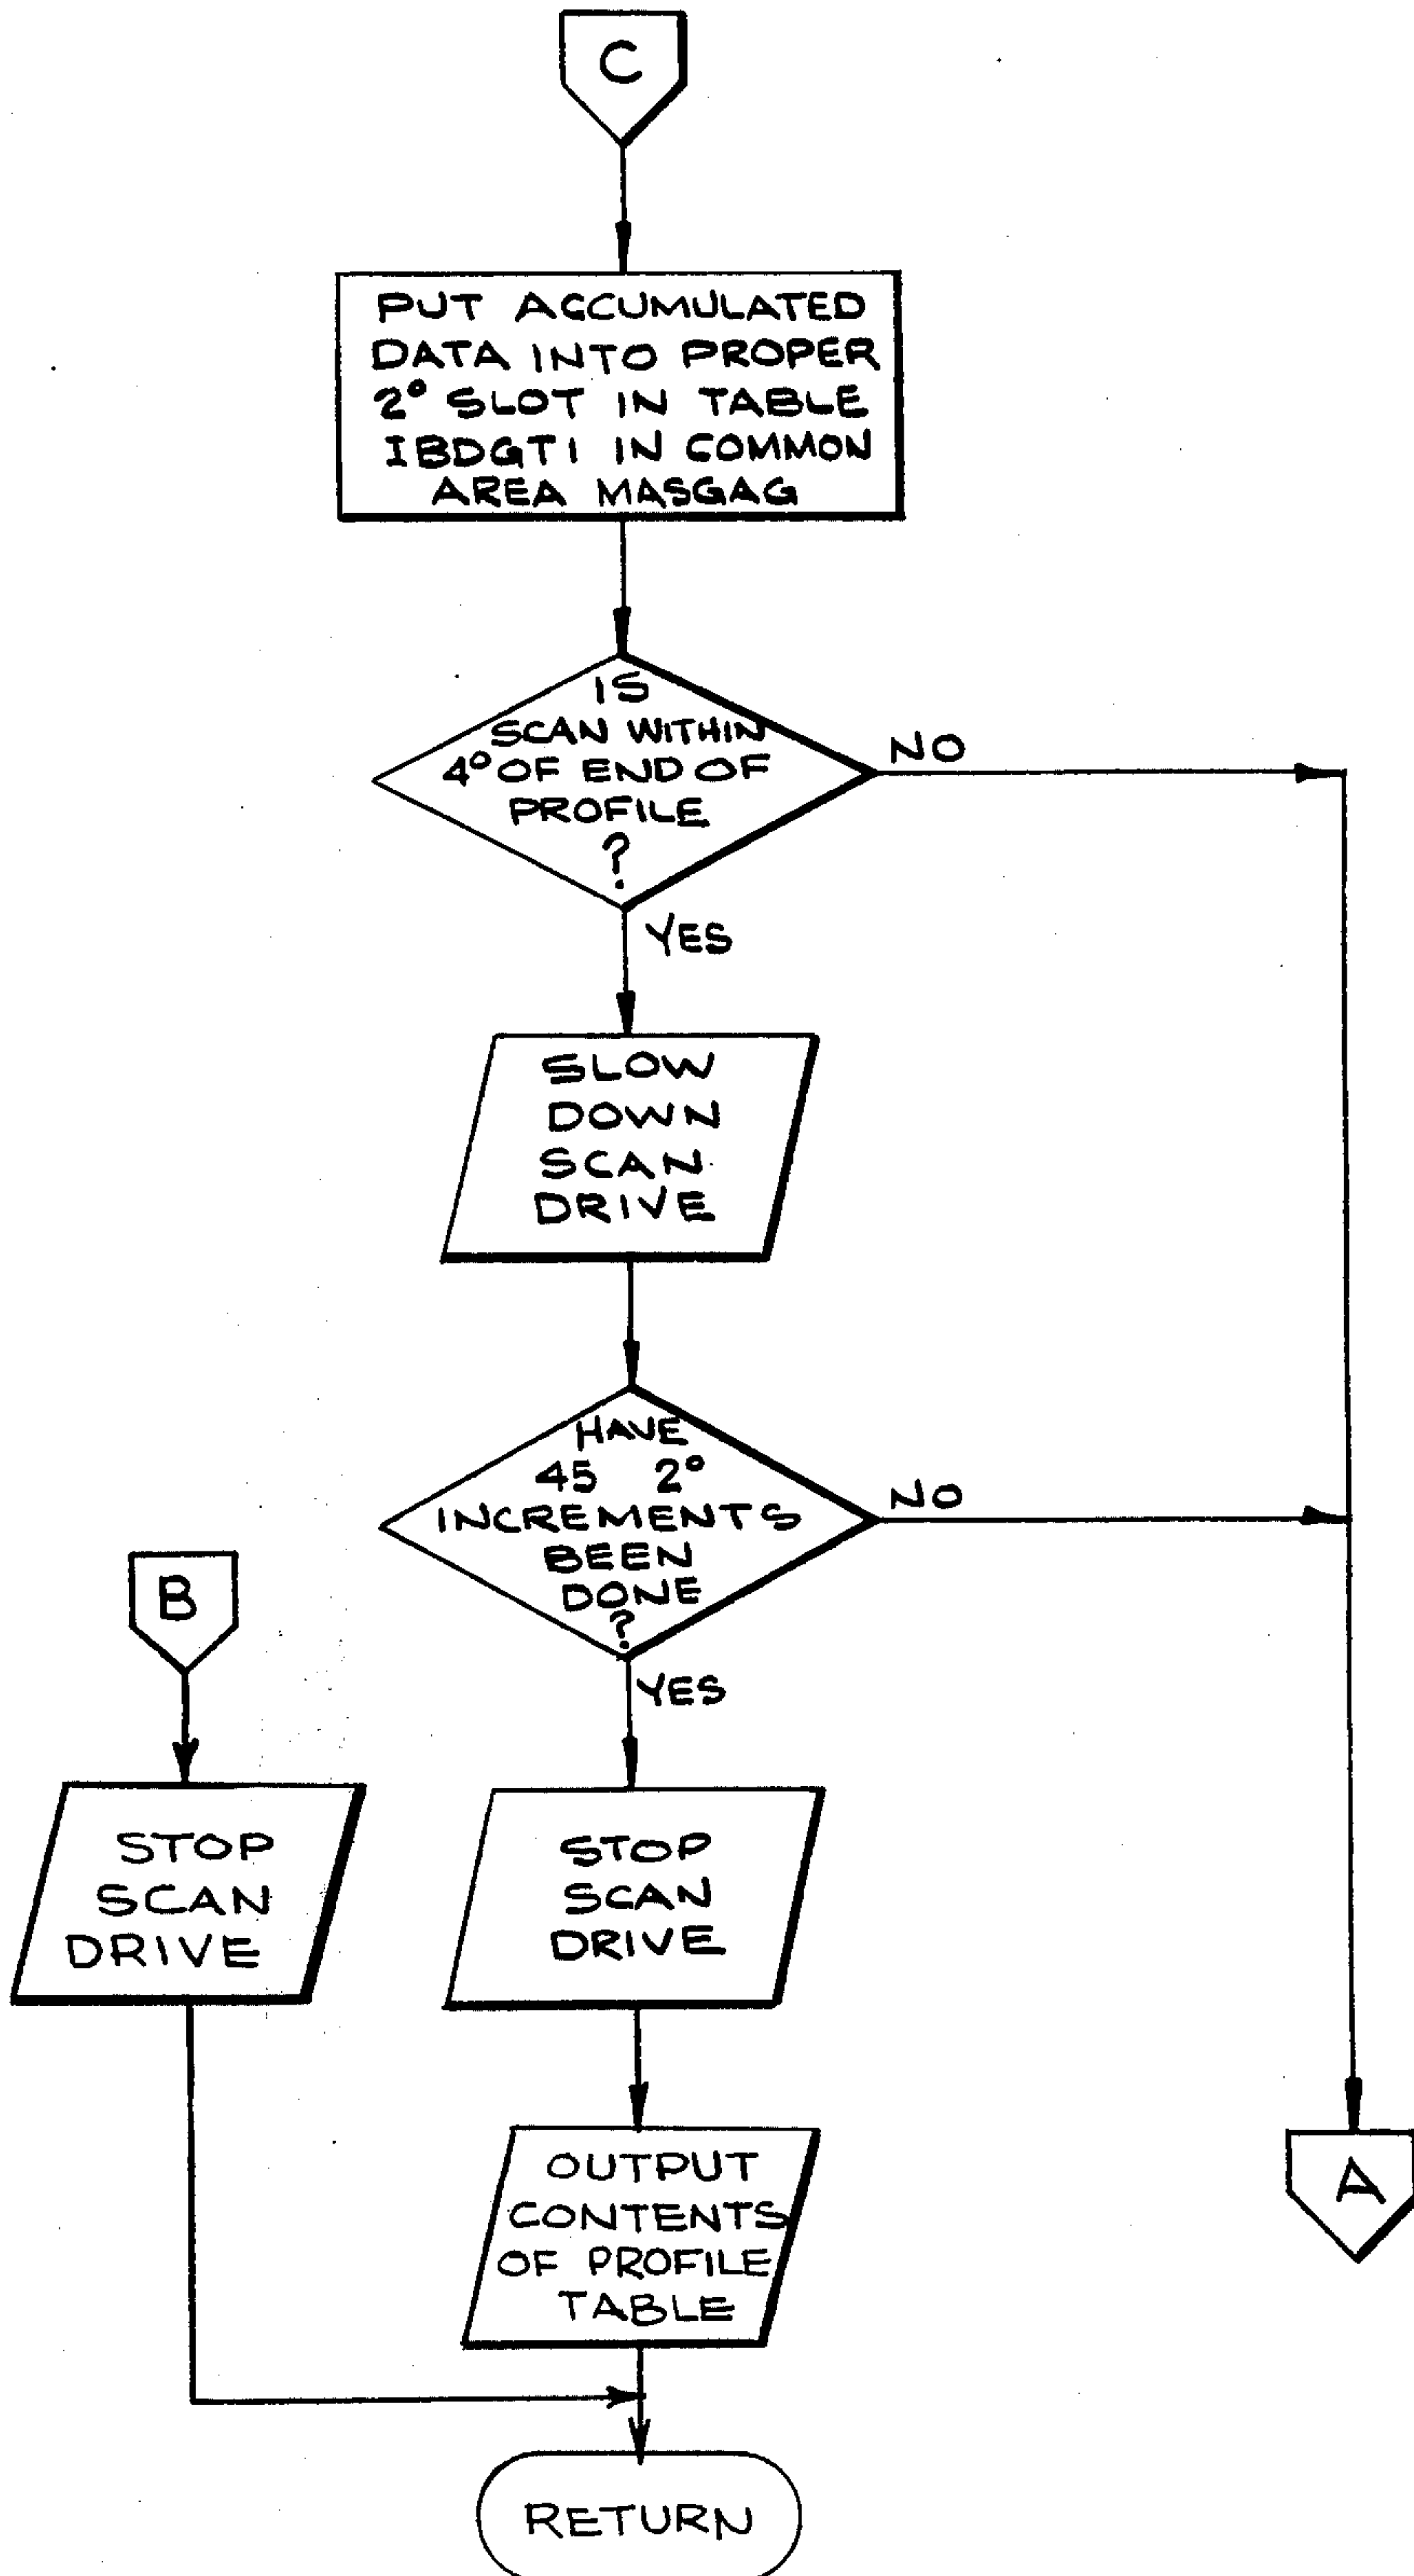 C
PUT ACCUMULATED
DATA INTO PROPER
2° SLOT IN TABLE
IBDGT1 IN COMMON
AREA MASGAG
IS
SCAN WITHIN
4° OF END OF
PROFILE
?
NO
YES
SLOW
DOWN
SCAN
DRIVE
HAVE
45 2°
INCREMENTS
BEEN
DONE
?
NO
YES
B
STOP
SCAN
DRIVE
STOP
SCAN
DRIVE
OUTPUT
CONTENTS
OF PROFILE
TABLE
A
RETURN